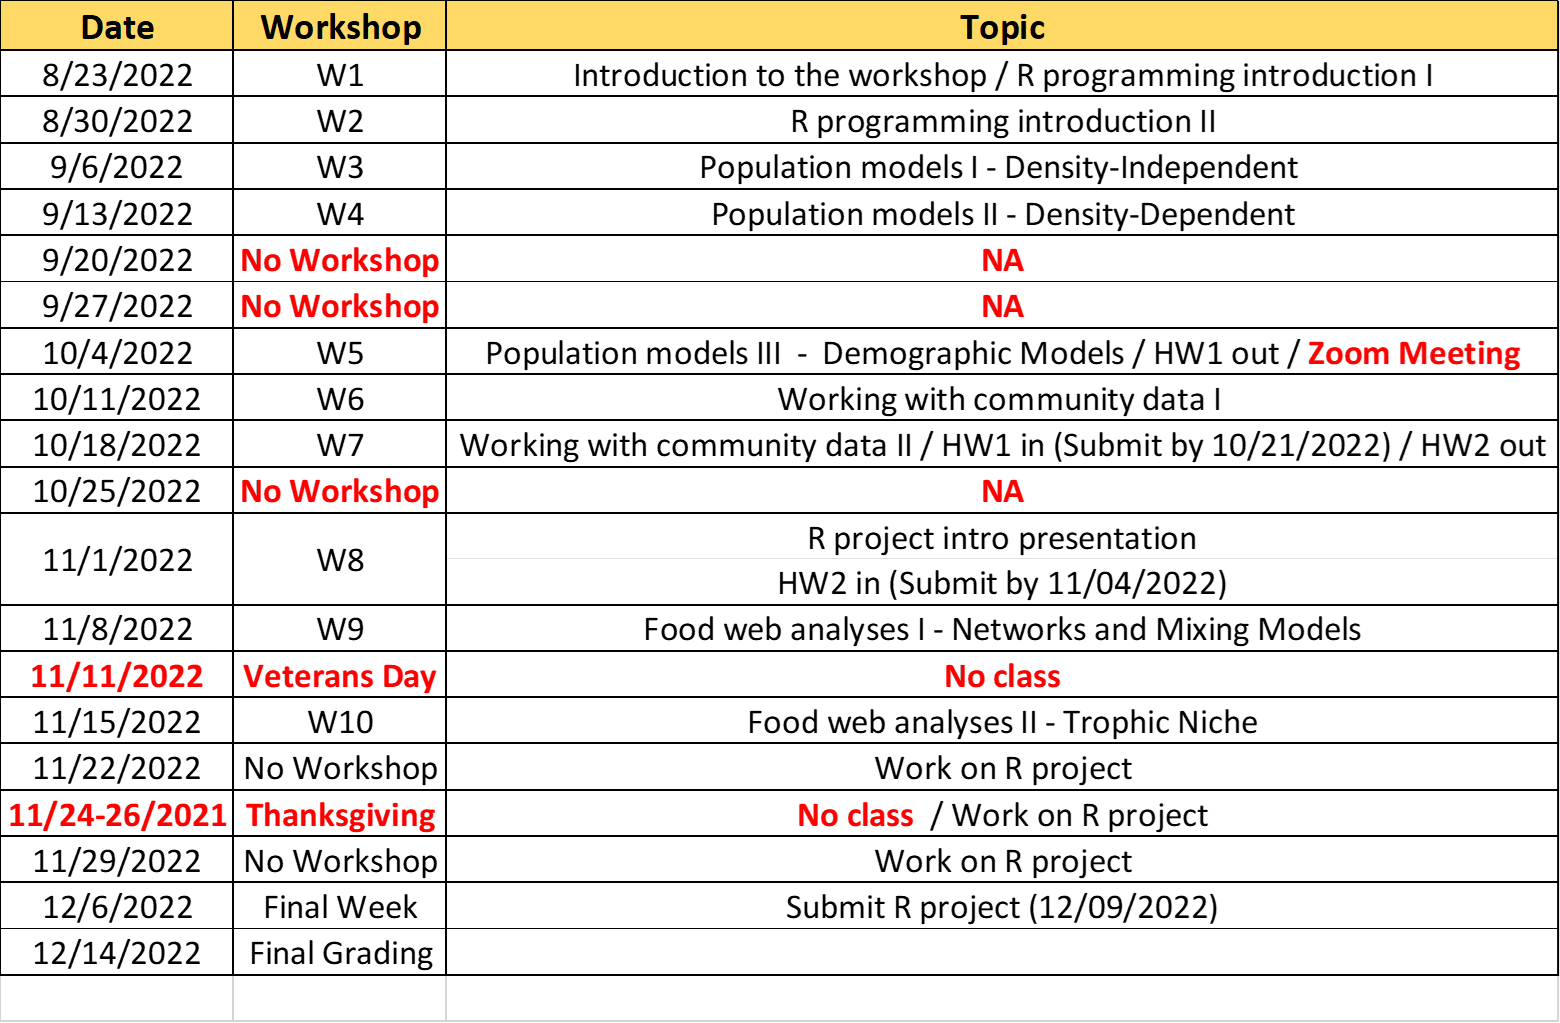 Date Workshop Topic
8/23/2022 W1 Introduction to the workshop / R programming introduction I
8/30/2022 W2 R programming introduction II
9/6/2022 W3 Population models I - Density-Independent
9/13/2022 W4 Population models II - Density-Dependent
9/20/2022 No Workshop NA
9/27/2022 No Workshop NA
10/4/2022 W5 Population models III  -  Demographic Models / HW1 out / Zoom Meeting
10/11/2022 W6 Working with community data I
10/18/2022 W7 Working with community data II / HW1 in (Submit by 10/21/2022) / HW2 out
10/25/2022 No Workshop NA
11/1/2022 W8 R project intro presentation
HW2 in (Submit by 11/04/2022)
11/8/2022 W9 Food web analyses I - Networks and Mixing Models
11/11/2022 Veterans Day No class
11/15/2022 W10 Food web analyses II - Trophic Niche
11/22/2022 No Workshop Work on R project
11/24-26/2021 Thanksgiving No class  / Work on R project
11/29/2022 No Workshop Work on R project
12/6/2022 Final Week Submit R project (12/09/2022)
12/14/2022 Final Grading